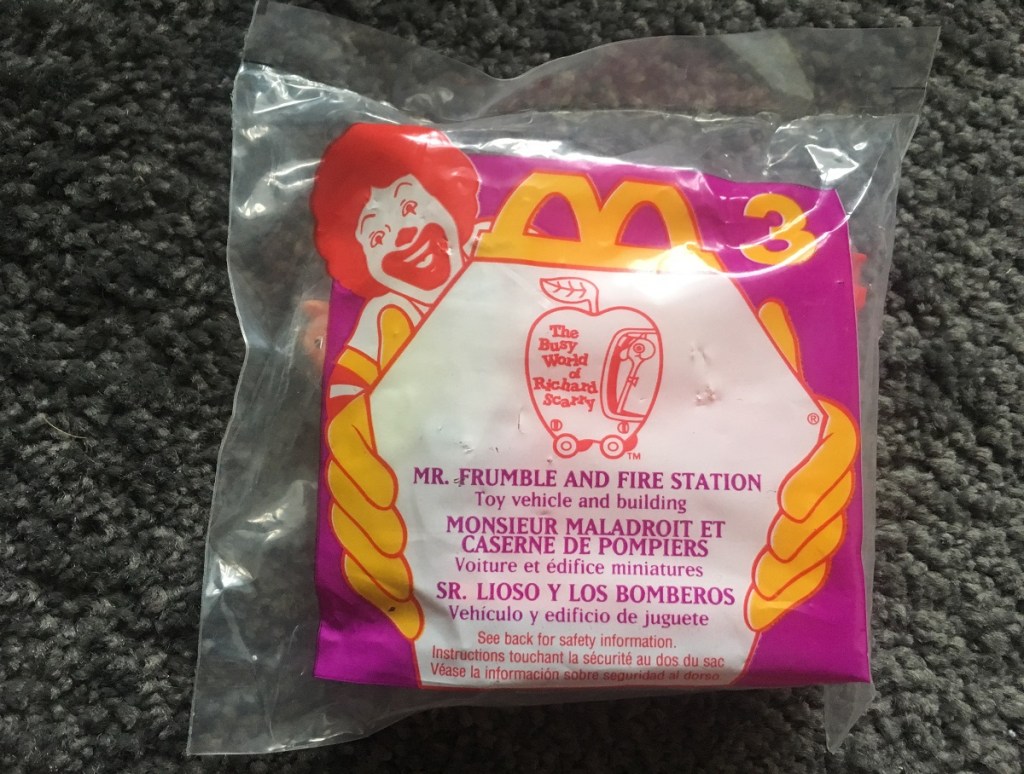 3
The
Busy
World
of
Richard
Scarry
TM
®
MR. FRUMBLE AND FIRE STATION
Toy vehicle and building
MONSIEUR MALADROIT ET
CASERNE DE POMPIERS
Voiture et édifice miniatures
SR. LIOSO Y LOS BOMBEROS
Vehículo y edificio de juguete
See back for safety information.
Instructions touchant la sécurité au dos du sac
Véase la información sobre seguridad al dorso